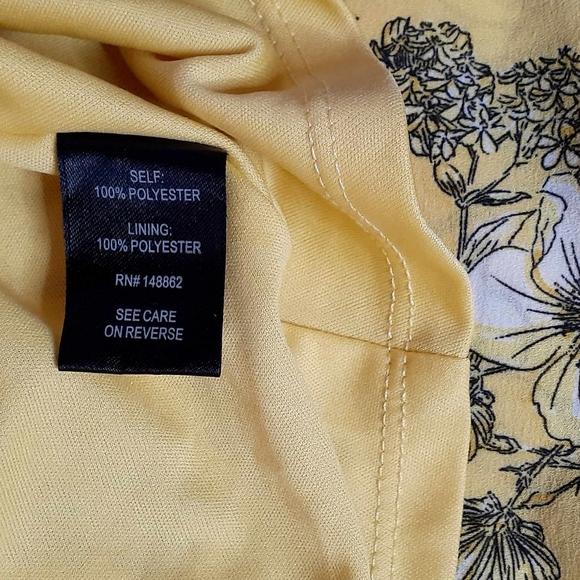 SELF:
100% POLYESTER
LINING:
100% POLYESTER
RN# 148862
SEE CARE
ON REVERSE